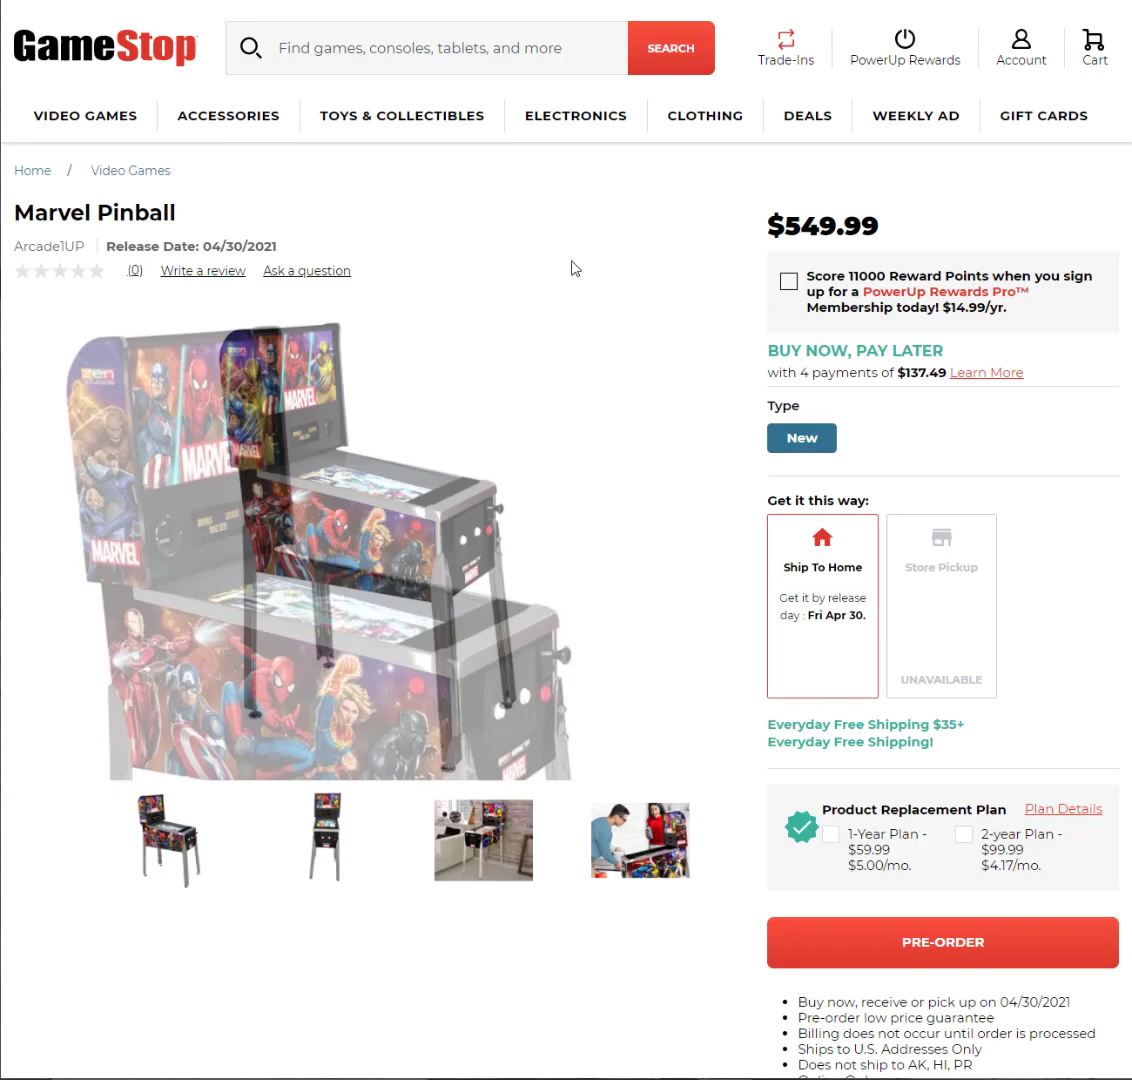 GameStop
Find games, consoles, tablets, and more
SEARCH
Trade-Ins
PowerUp Rewards
Account
Cart
VIDEO GAMES
ACCESSORIES
TOYS & COLLECTIBLES
ELECTRONICS
CLOTHING
DEALS
WEEKLY AD
GIFT CARDS
Home / Video Games
Marvel Pinball
Arcade1UP Release Date: 04/30/2021
(0) Write a review Ask a question
zen
STUDIOS
MARVEL
MARVEL
MARVEL
MARVEL
$549.99
Score 11000 Reward Points when you sign
up for a PowerUp Rewards Pro™
Membership today! $14.99/yr.
BUY NOW, PAY LATER
with 4 payments of $137.49 Learn More
Type
New
Get it this way:
Ship To Home
Get it by release
day : Fri Apr 30.
Store Pickup
UNAVAILABLE
Everyday Free Shipping $35+
Everyday Free Shipping!
Product Replacement Plan Plan Details
1-Year Plan -
$59.99
$5.00/mo.
2-year Plan -
$99.99
$4.17/mo.
PRE-ORDER
Buy now, receive or pick up on 04/30/2021
Pre-order low price guarantee
Billing does not occur until order is processed
Ships to U.S. Addresses Only
Does not ship to AK, HI, PR